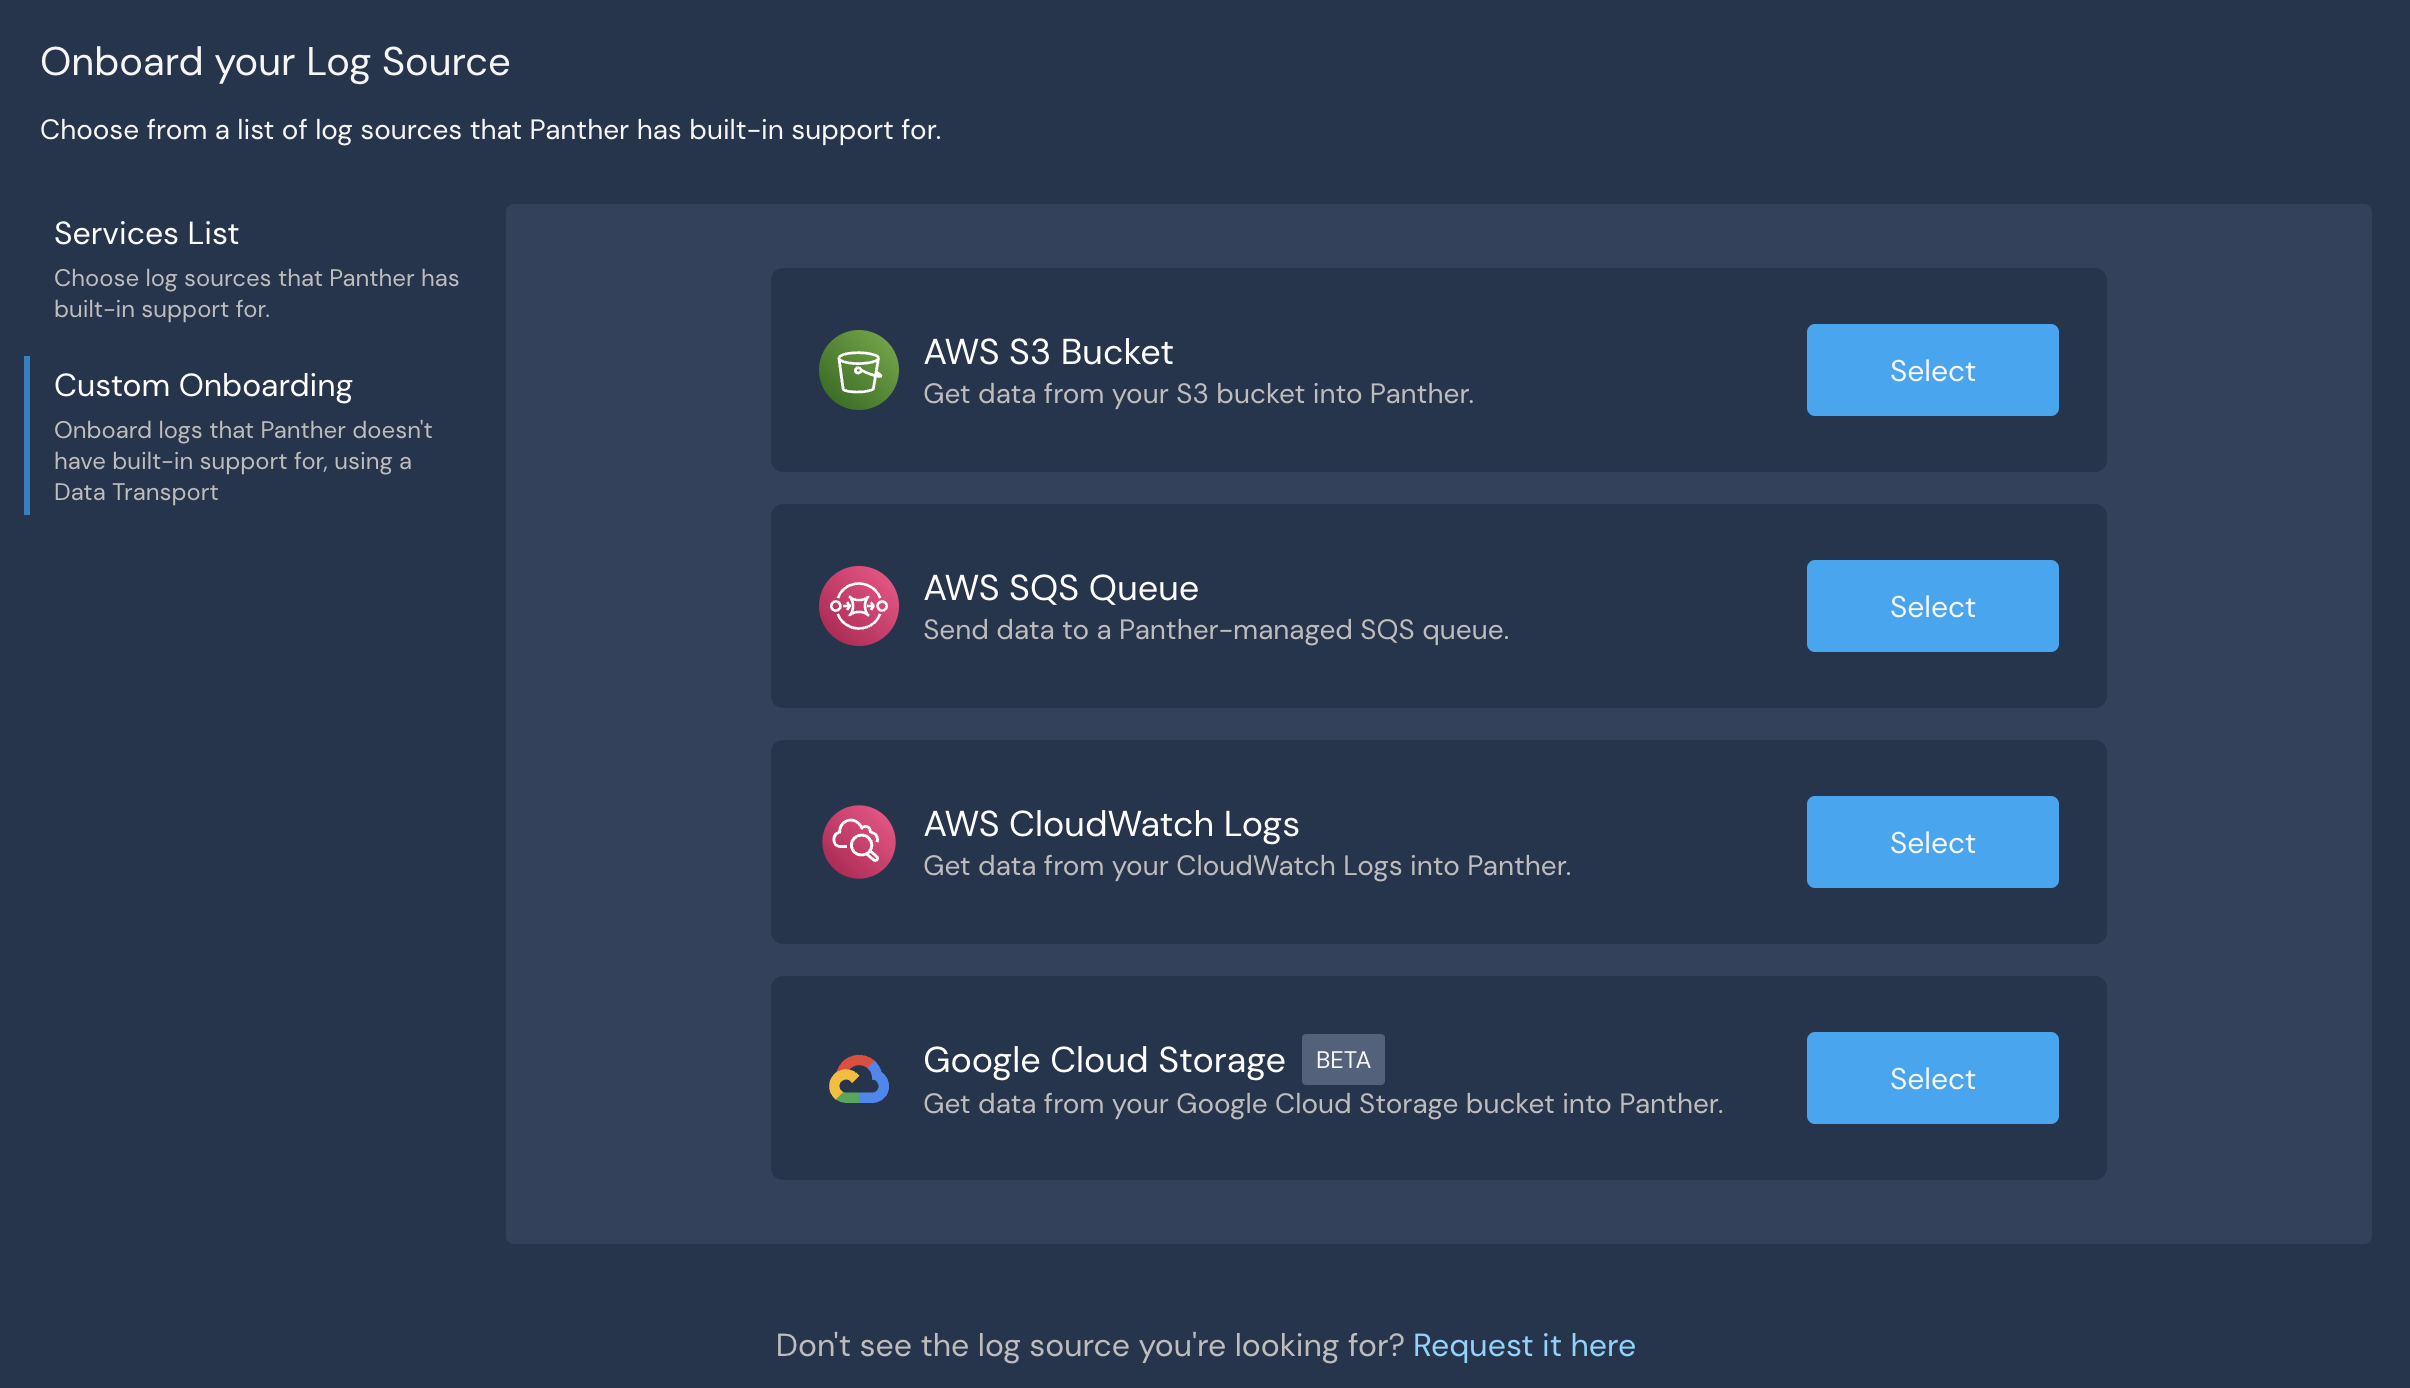 Onboard your Log Source
Choose from a list of log sources that Panther has built-in support for.
Services List
Choose log sources that Panther has
built-in support for.
Custom Onboarding
Onboard logs that Panther doesn't
have built-in support for, using a
Data Transport
AWS S3 Bucket
Get data from your S3 bucket into Panther.
Select
AWS SQS Queue
Send data to a Panther-managed SQS queue.
Select
AWS CloudWatch Logs
Get data from your CloudWatch Logs into Panther.
Select
Google Cloud Storage BETA
Get data from your Google Cloud Storage bucket into Panther.
Select
Don't see the log source you're looking for? Request it here